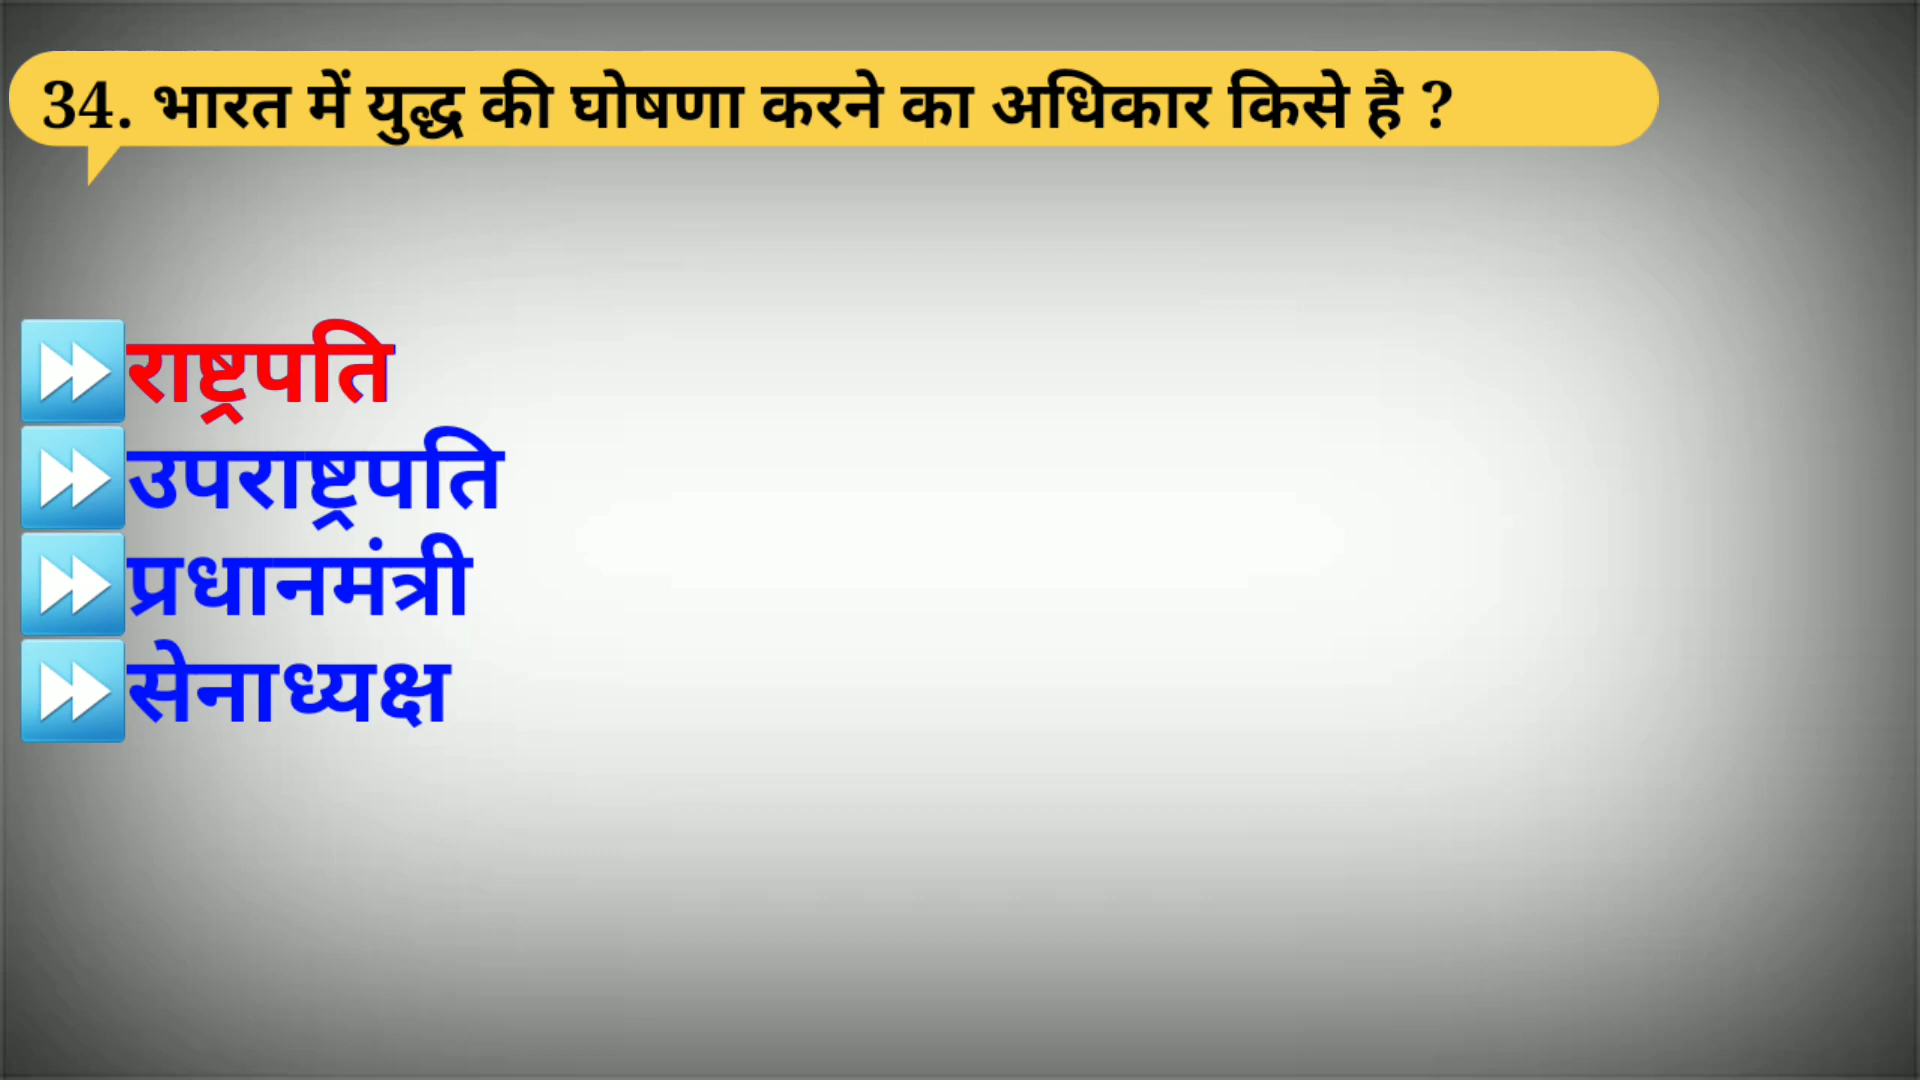 34. भारत में युद्ध की घोषणा करने का अधिकार किसे है ?
⏩राष्ट्रपति
⏩उपराष्ट्रपति
⏩प्रधानमंत्री
⏩सेनाध्यक्ष